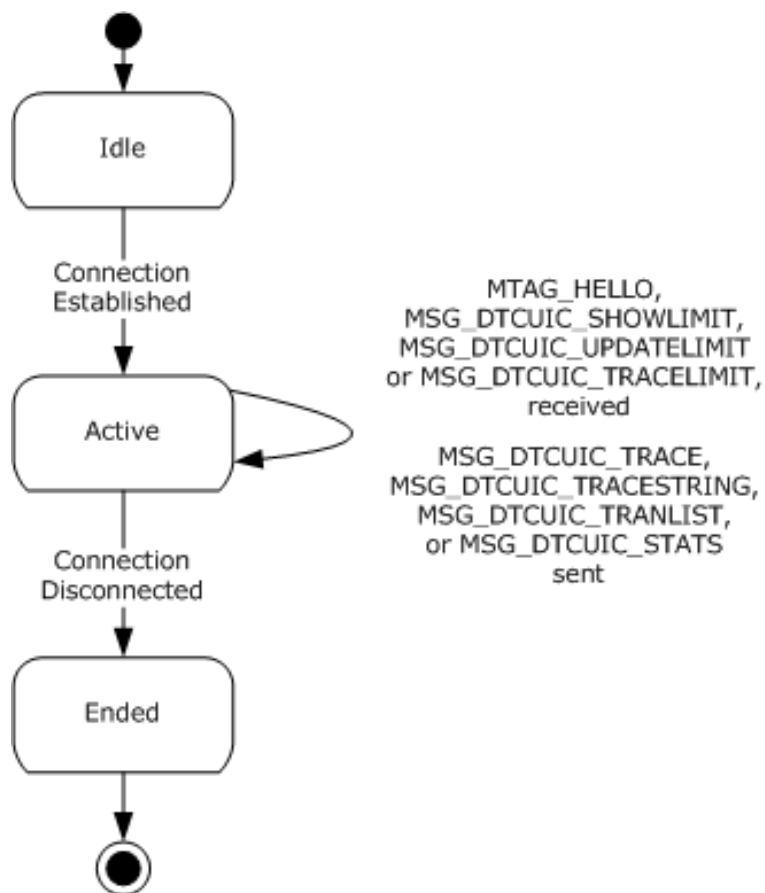 Idle
Connection
Established
MTAG_HELLO,
MSG_DTCUIC_SHOWLIMIT,
MSG_DTCUIC_UPDATELIMIT
or MSG_DTCUIC_TRACELIMIT,
received
Active
MSG_DTCUIC_TRACE,
MSG_DTCUIC_TRACESTRING,
MSG_DTCUIC_TRANLIST,
or MSG_DTCUIC_STATS
sent
Connection
Disconnected
Ended